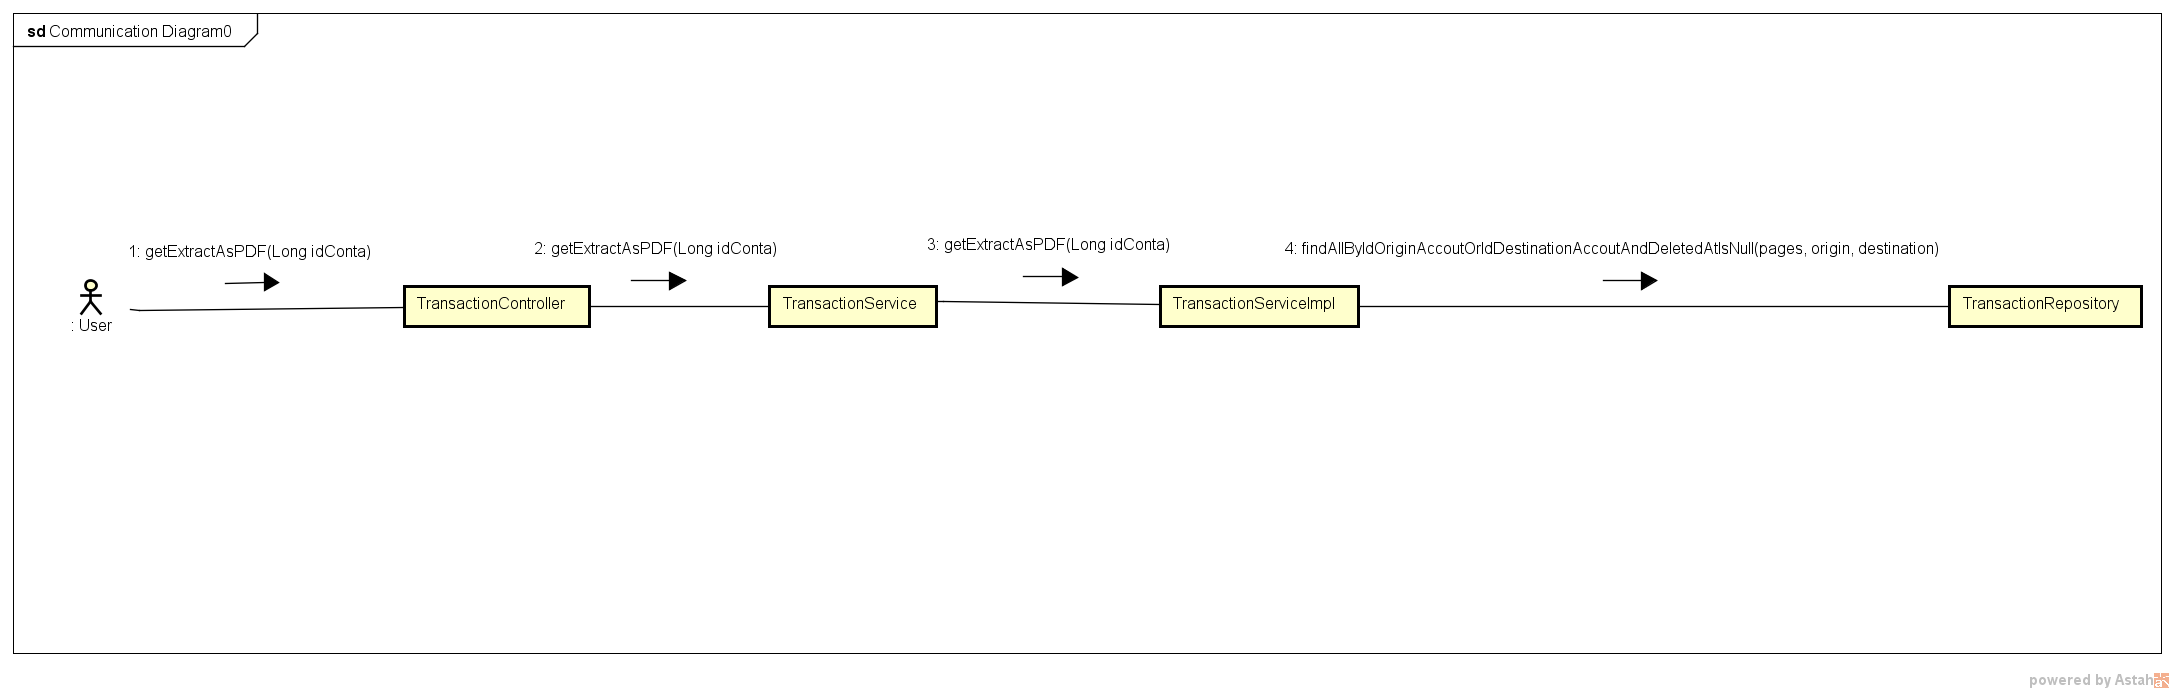 sd Communication Diagram0
1: getExtractAsPDF(Long idConta)
2: getExtractAsPDF(Long idConta)
3: getExtractAsPDF(Long idConta)
4: findAllByIdOriginAccoutOrIdDestinationAccoutAndDeletedAtIsNull(pages, origin, destination)
: User
TransactionController
TransactionService
TransactionServiceImpl
TransactionRepository
powered by Astah